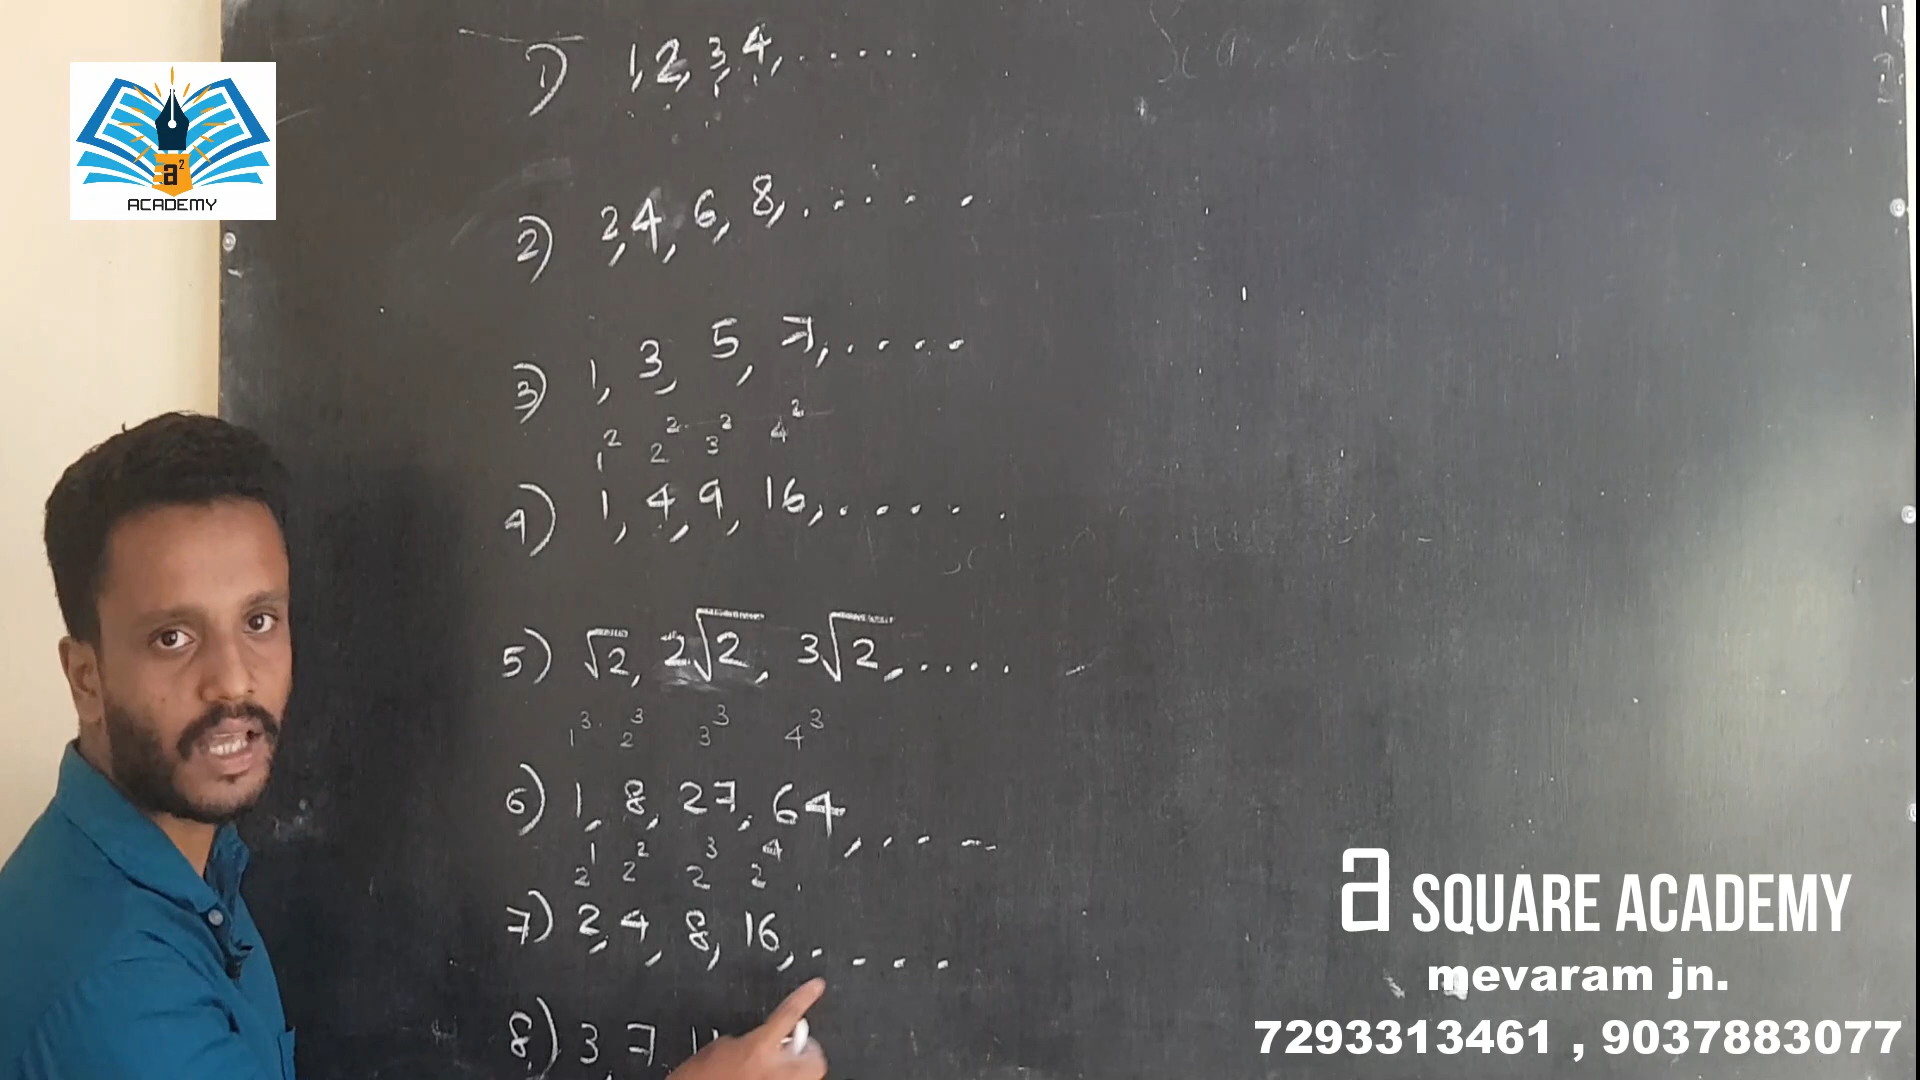 1) 1, 2, 3, 4, . . . . .
a²
ACADEMY
2) 2, 4, 6, 8, . . . . .
3) 1, 3, 5, 7, . . . .
1² 2² 3² 4²
4) 1, 4, 9, 16, . . . . .
5) √2, 2√2, 3√2, . . . .
1³ 2³ 3³ 4³
6) 1, 8, 27, 64, . . . .
2¹ 2² 2³ 2⁴
7) 2, 4, 8, 16, . . . .
8) 3, 7
a SQUARE ACADEMY
mevaram jn.
7293313461 , 9037883077